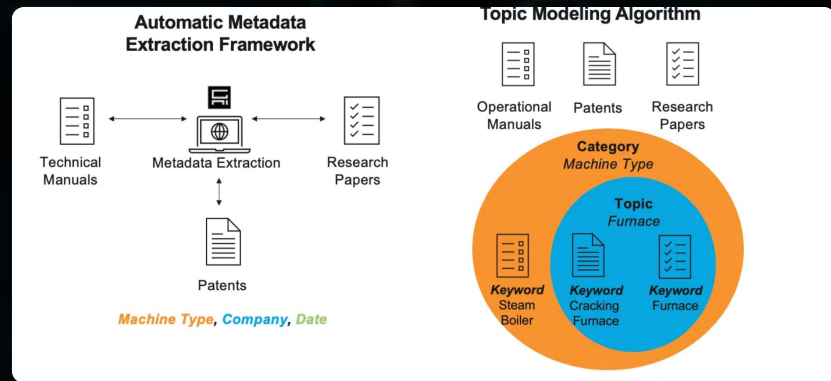 Automatic Metadata
Extraction Framework
Technical
Manuals
Metadata Extraction
Research
Papers
Patents
Machine Type, Company, Date
Topic Modeling Algorithm
Operational
Manuals
Patents
Research
Papers
Category
Machine Type
Topic
Furnace
Keyword
Steam
Boiler
Keyword
Cracking
Furnace
Keyword
Furnace